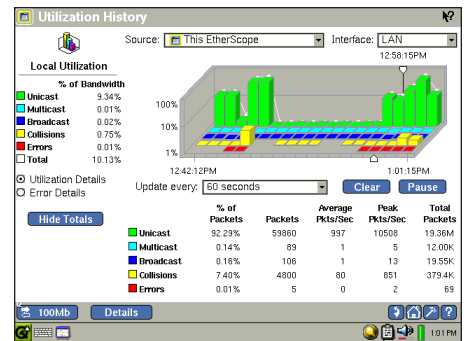 Utilization History
Source: This EtherScope Interface: LAN
12:58:15PM
Local Utilization
% of Bandwidth
Unicast 9.34%
Multicast 0.01%
Broadcast 0.02%
Collisions 0.75%
Errors 0.01%
Total 10.13%
100%
10%
1%
12:42:12PM 1:01:15PM
Utilization Details
Error Details
Update every: 60 seconds Clear Pause
Hide Totals
% of Packets Packets Average Pkts/Sec Peak Pkts/Sec Total Packets
Unicast 92.29% 59860 997 10508 19.36M
Multicast 0.14% 89 1 5 12.00K
Broadcast 0.16% 106 1 13 19.55K
Collisions 7.40% 4800 80 851 379.4K
Errors 0.01% 5 0 2 69
100Mb Details ?
1:01 PM